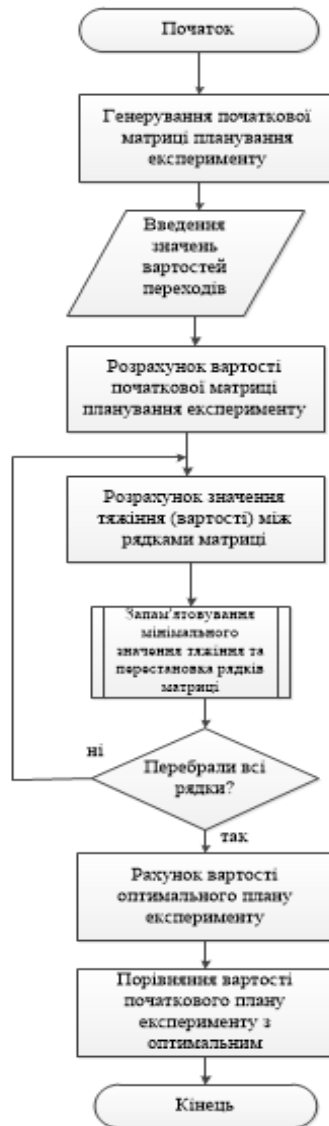 Початок
Генерування початкової
матриці планування
експерименту
Введення
значень
вартостей
переходів
Розрахунок вартості
початкової матриці
планування експерименту
Розрахунок значення
тяжіння (вартості) між
рядками матриці
Запам'ятовування
мінімального
значення тяжіння та
перестановка рядків
матриці
ні
Перебрали всі
рядки?
так
Рахунок вартості
оптимального плану
експерименту
Порівняння вартості
початкового плану
експерименту з
оптимальним
Кінець